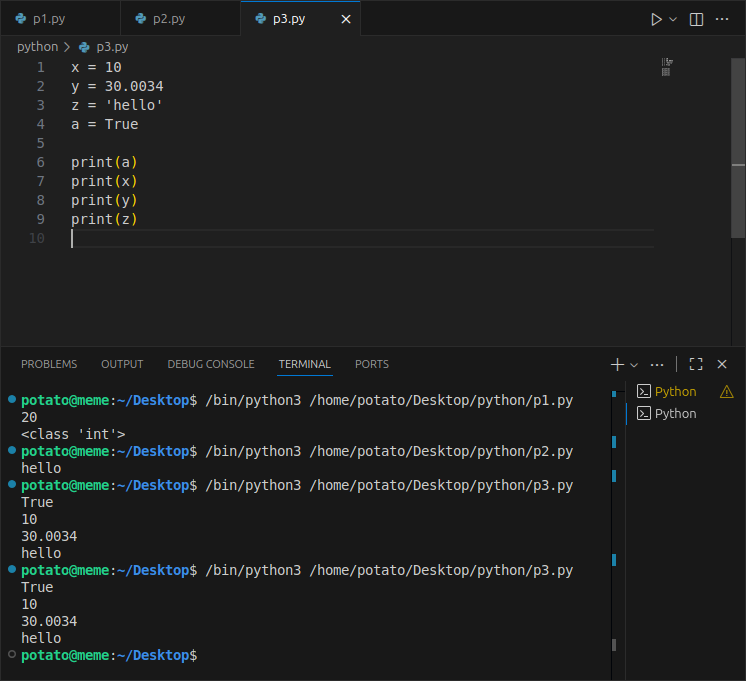 p1.py p2.py p3.py
python > p3.py
1 x = 10
2 y = 30.0034
3 z = 'hello'
4 a = True
5
6 print(a)
7 print(x)
8 print(y)
9 print(z)
10
PROBLEMS OUTPUT DEBUG CONSOLE TERMINAL PORTS
potato@meme:~/Desktop$ /bin/python3 /home/potato/Desktop/python/p1.py
20
<class 'int'>
potato@meme:~/Desktop$ /bin/python3 /home/potato/Desktop/python/p2.py
hello
potato@meme:~/Desktop$ /bin/python3 /home/potato/Desktop/python/p3.py
True
10
30.0034
hello
potato@meme:~/Desktop$ /bin/python3 /home/potato/Desktop/python/p3.py
True
10
30.0034
hello
potato@meme:~/Desktop$
Python
Python